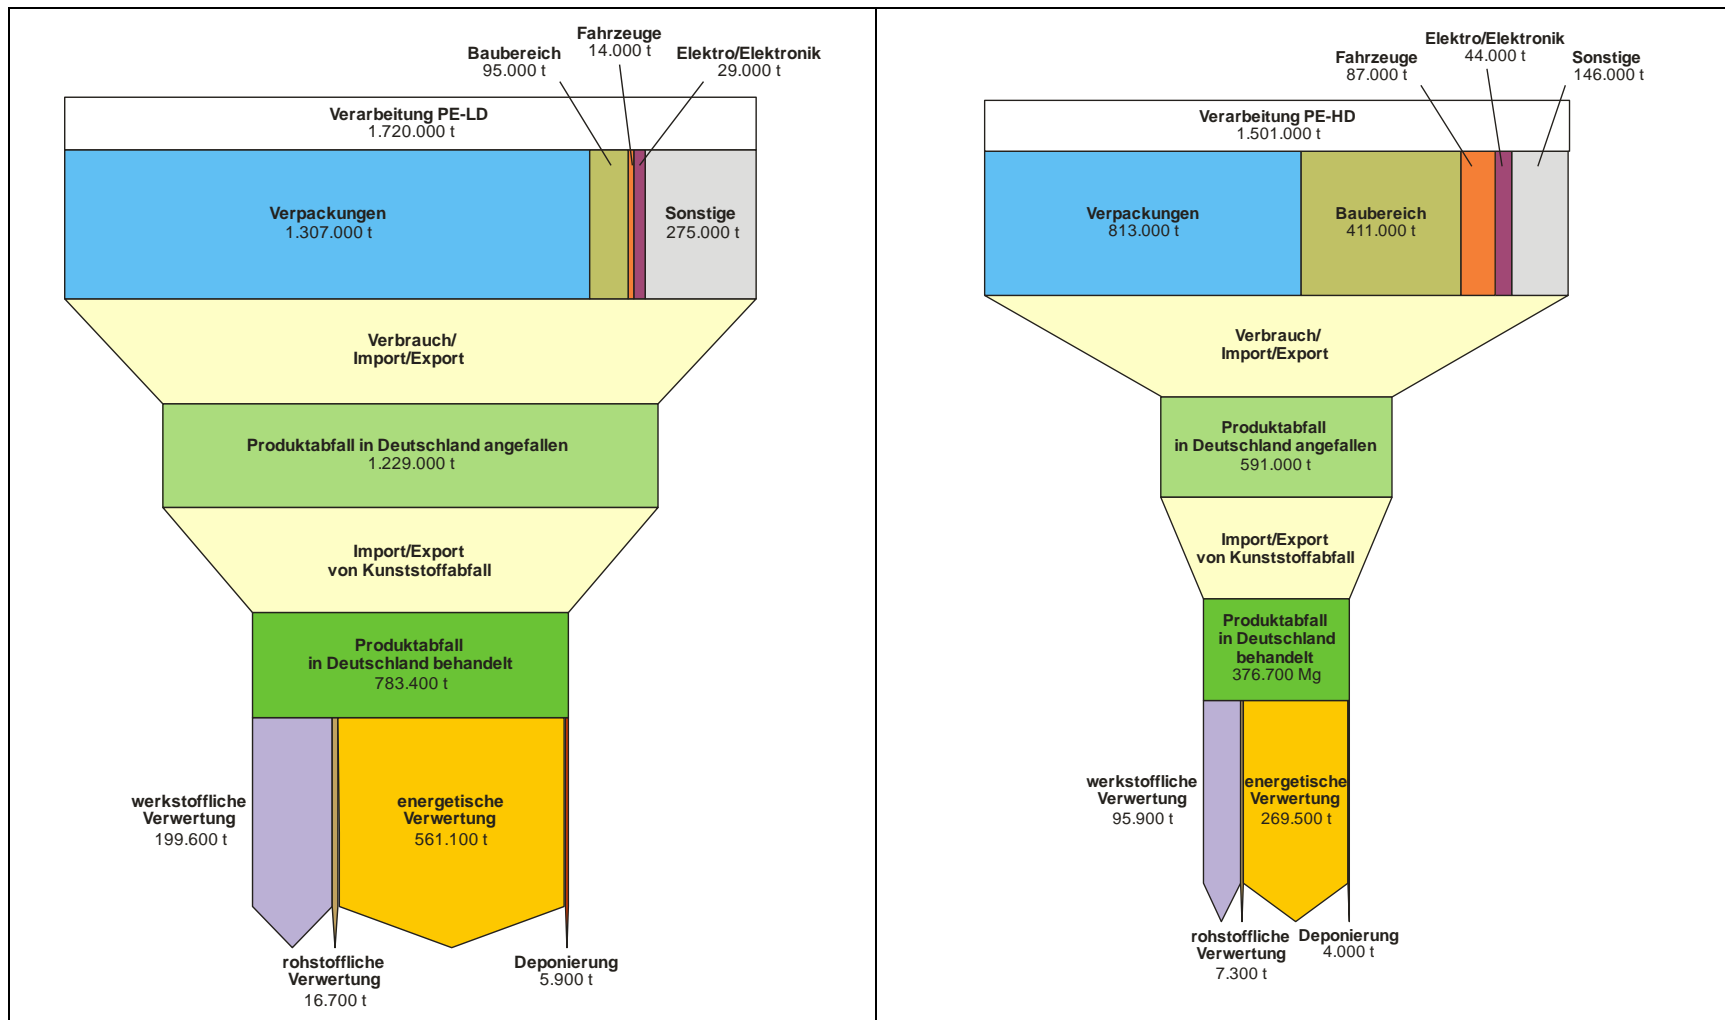 Fahrzeuge
14.000 t
Baubereich
95.000 t
Elektro/Elektronik
29.000 t
Verarbeitung PE-LD
1.720.000 t
Verpackungen
1.307.000 t
Sonstige
275.000 t
Verbrauch/
Import/Export
Produktabfall in Deutschland angefallen
1.229.000 t
Import/Export
von Kunststoffabfall
Produktabfall
in Deutschland behandelt
783.400 t
werkstoffliche
Verwertung
199.600 t
energetische
Verwertung
561.100 t
rohstoffliche
Verwertung
16.700 t
Deponierung
5.900 t
Elektro/Elektronik
44.000 t
Fahrzeuge
87.000 t
Sonstige
146.000 t
Verarbeitung PE-HD
1.501.000 t
Verpackungen
813.000 t
Baubereich
411.000 t
Verbrauch/
Import/Export
Produktabfall
in Deutschland angefallen
591.000 t
Import/Export
von Kunststoffabfall
Produktabfall
in Deutschland
behandelt
376.700 Mg
werkstoffliche
Verwertung
95.900 t
energetische
Verwertung
269.500 t
rohstoffliche
Verwertung
7.300 t
Deponierung
4.000 t